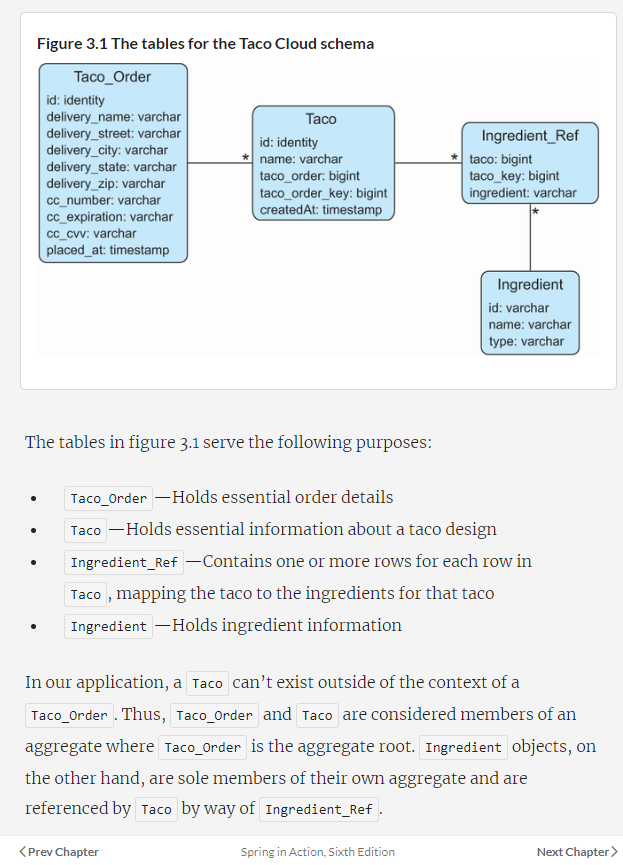 Figure 3.1 The tables for the Taco Cloud schema
Taco_Order
id: identity
delivery_name: varchar
delivery_street: varchar
delivery_city: varchar
delivery_state: varchar
delivery_zip: varchar
cc_number: varchar
cc_expiration: varchar
cc_cvv: varchar
placed_at: timestamp
*
Taco
id: identity
name: varchar
taco_order: bigint
taco_order_key: bigint
createdAt: timestamp
*
Ingredient_Ref
taco: bigint
taco_key: bigint
ingredient: varchar
*
Ingredient
id: varchar
name: varchar
type: varchar
The tables in figure 3.1 serve the following purposes:
• Taco_Order—Holds essential order details
• Taco—Holds essential information about a taco design
• Ingredient_Ref—Contains one or more rows for each row in
Taco, mapping the taco to the ingredients for that taco
• Ingredient—Holds ingredient information
In our application, a Taco can’t exist outside of the context of a
Taco_Order. Thus, Taco_Order and Taco are considered members of an
aggregate where Taco_Order is the aggregate root. Ingredient objects, on
the other hand, are sole members of their own aggregate and are
referenced by Taco by way of Ingredient_Ref.
Prev Chapter
Spring in Action, Sixth Edition
Next Chapter